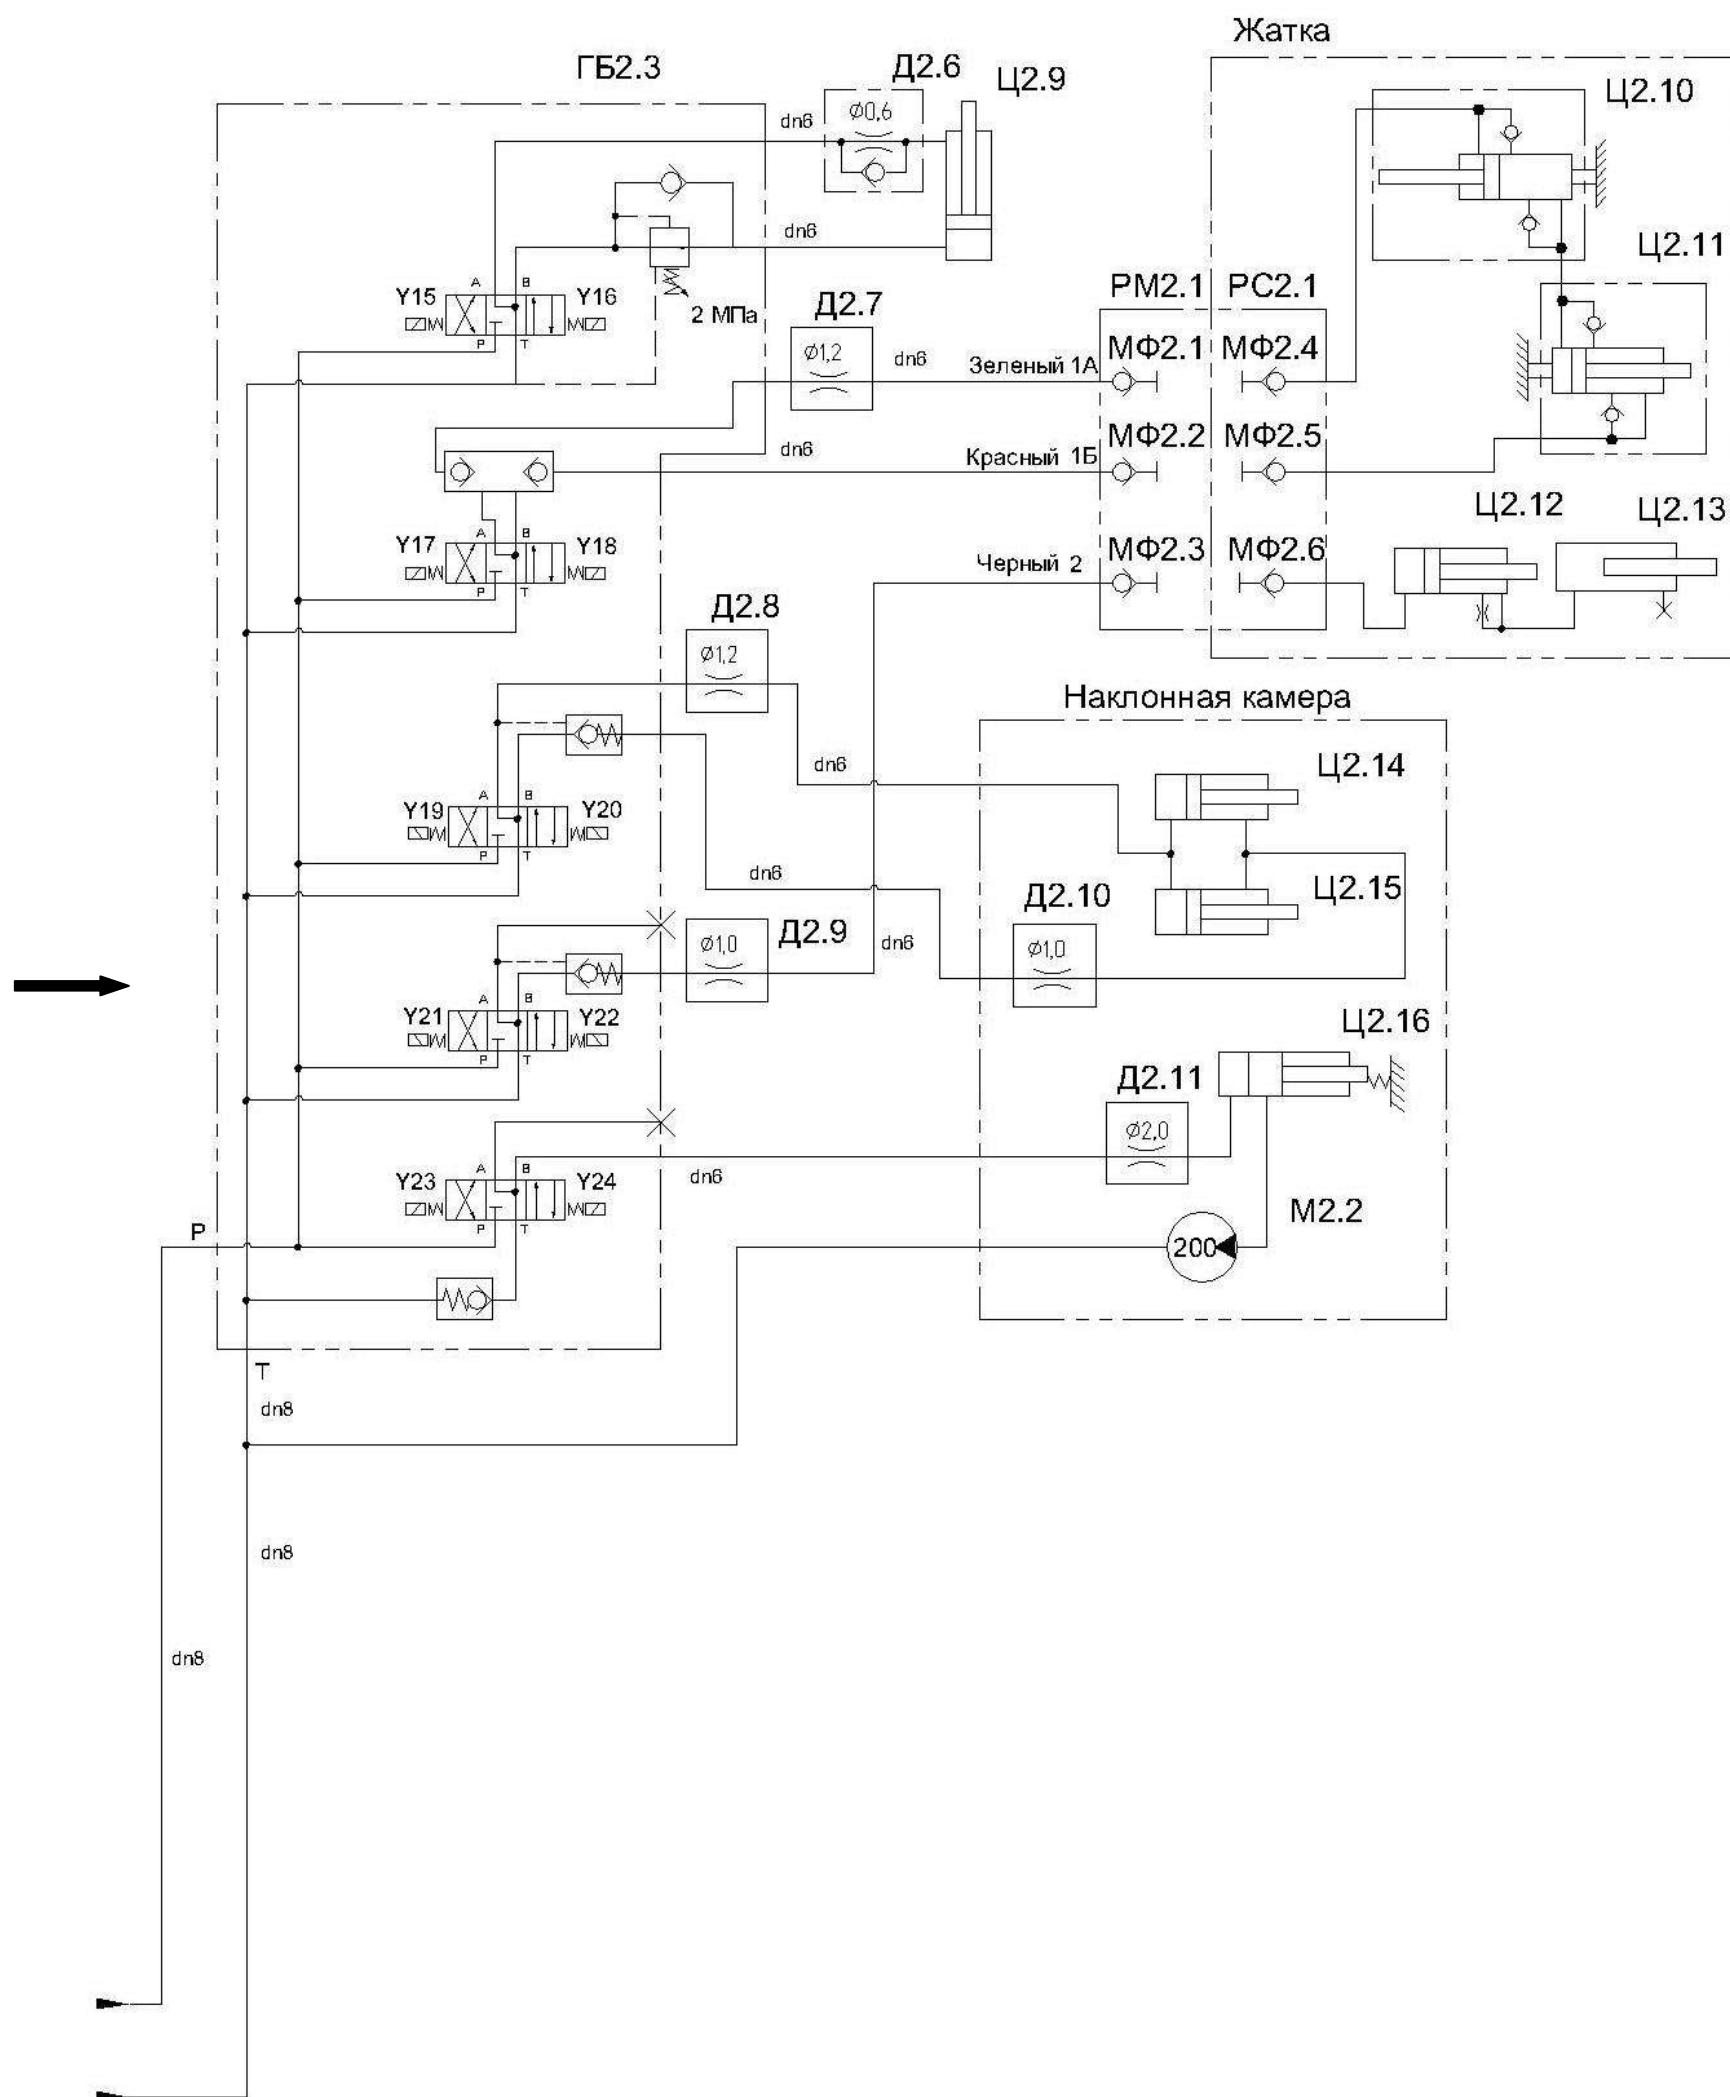 Жатка
ГБ2.3
Д2.6
Ц2.9
Ц2.10
dn6
Ø0,6
dn6
Ц2.11
A B
Y15 Y16
P T
2 МПа
Д2.7
РМ2.1 РС2.1
Ø1,2
dn6
Зеленый 1А
МФ2.1 МФ2.4
dn6
Красный 1Б
МФ2.2 МФ2.5
Ц2.12 Ц2.13
A B
Y17 Y18
P T
Черный 2
МФ2.3 МФ2.6
Д2.8
Ø1,2
Наклонная камера
dn6
Ц2.14
A B
Y19 Y20
P T
dn6
Д2.10
Ц2.15
Д2.9
Ø1,0
dn6
Ø1,0
A B
Y21 Y22
P T
Ц2.16
Д2.11
Ø2,0
A B
Y23 Y24
P T
dn6
М2.2
P
200
T
dn8
dn8
dn8